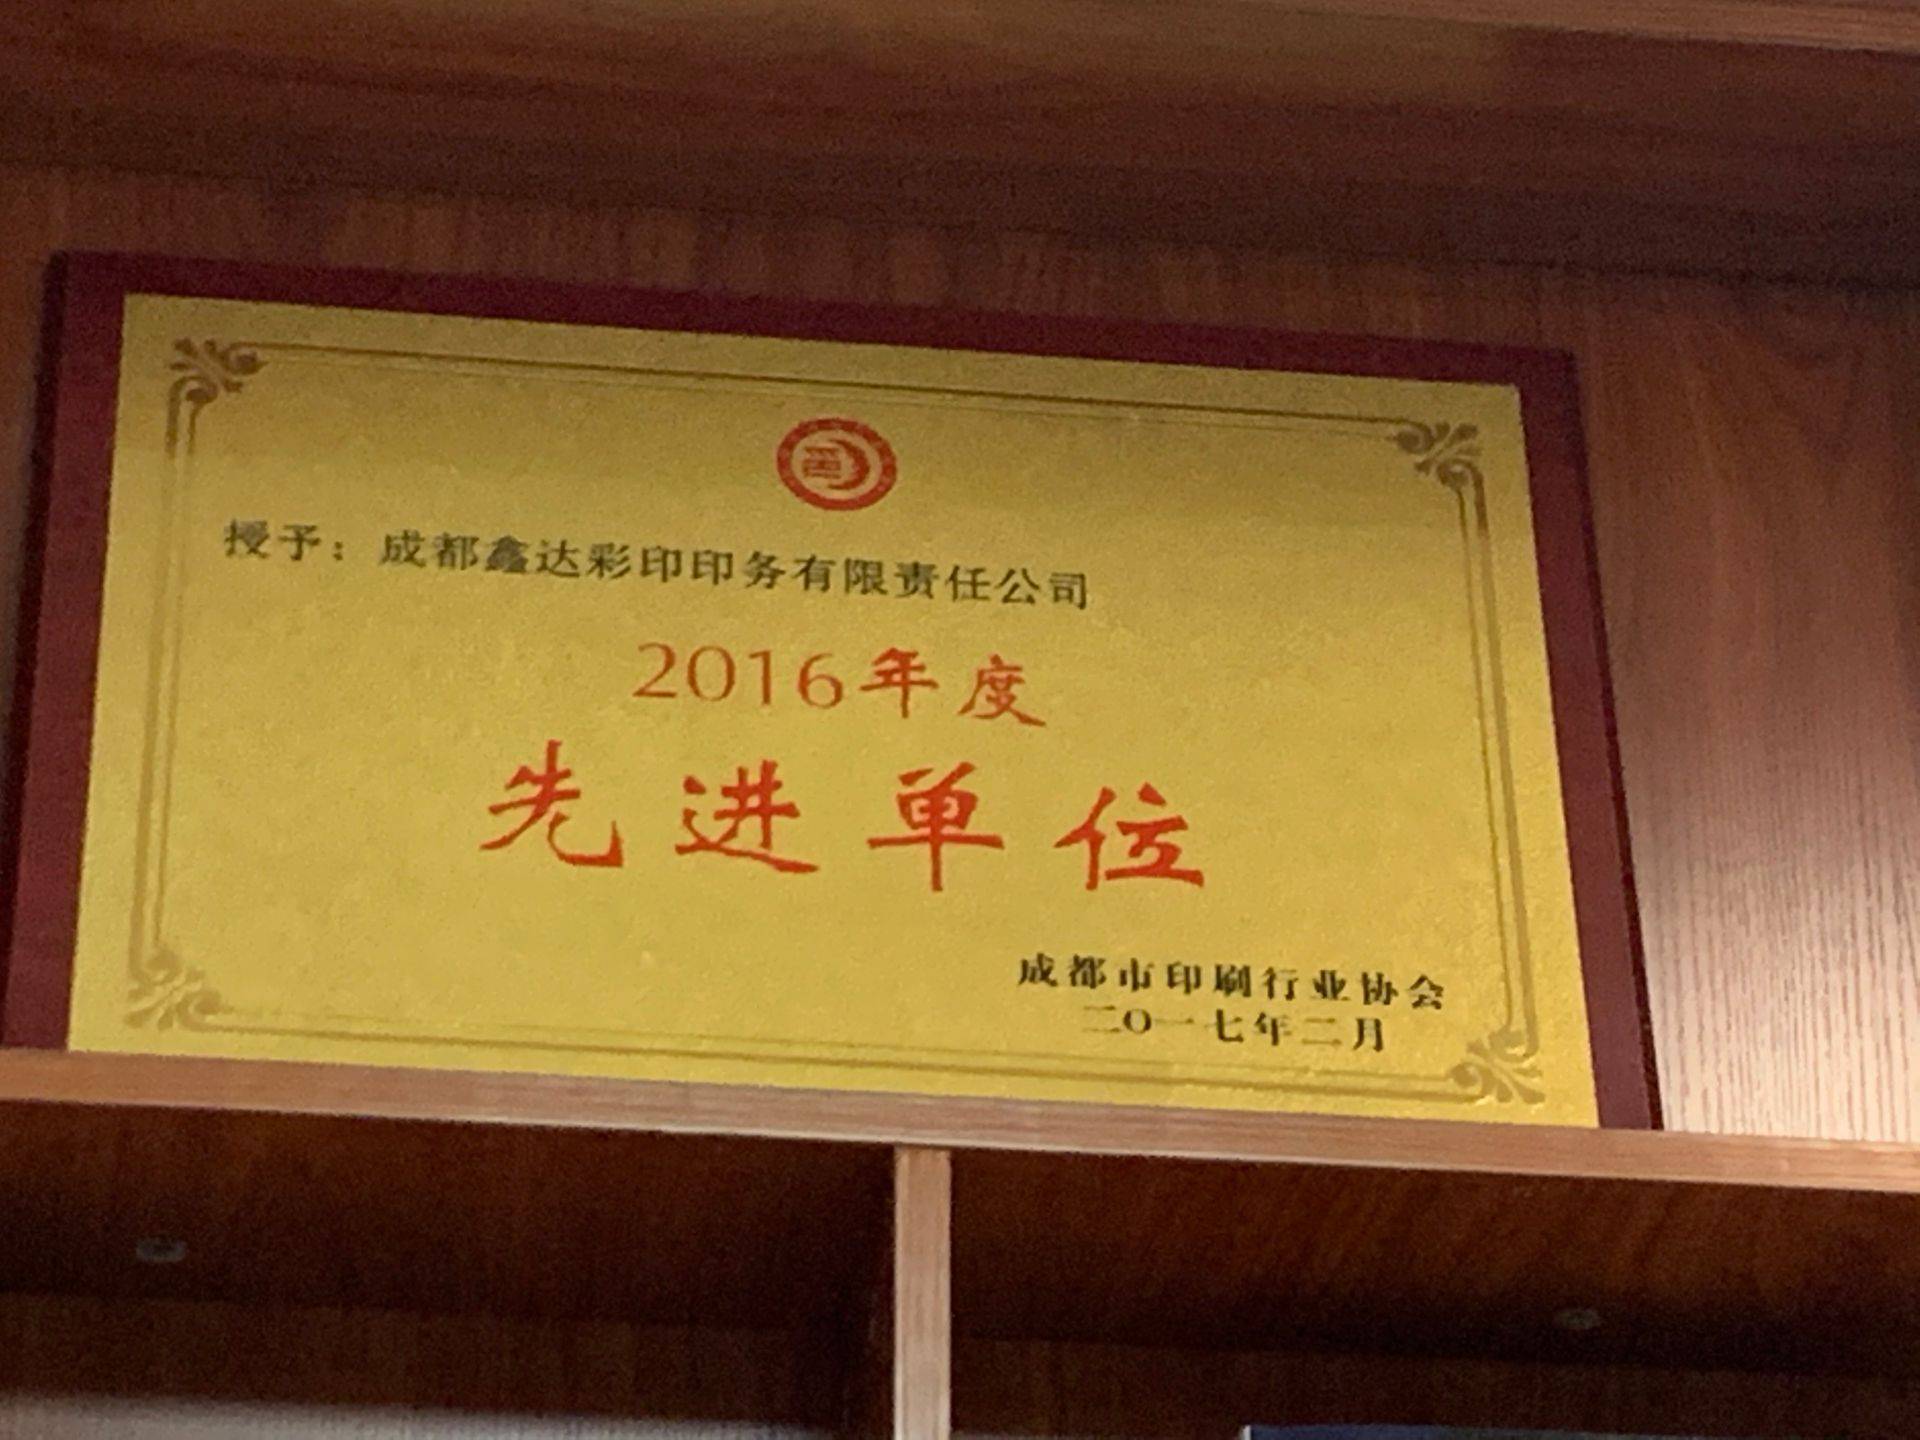 授予：成都鑫达彩印印务有限责任公司
2016年度
先进单位
成都市印刷行业协会
二〇一七年二月